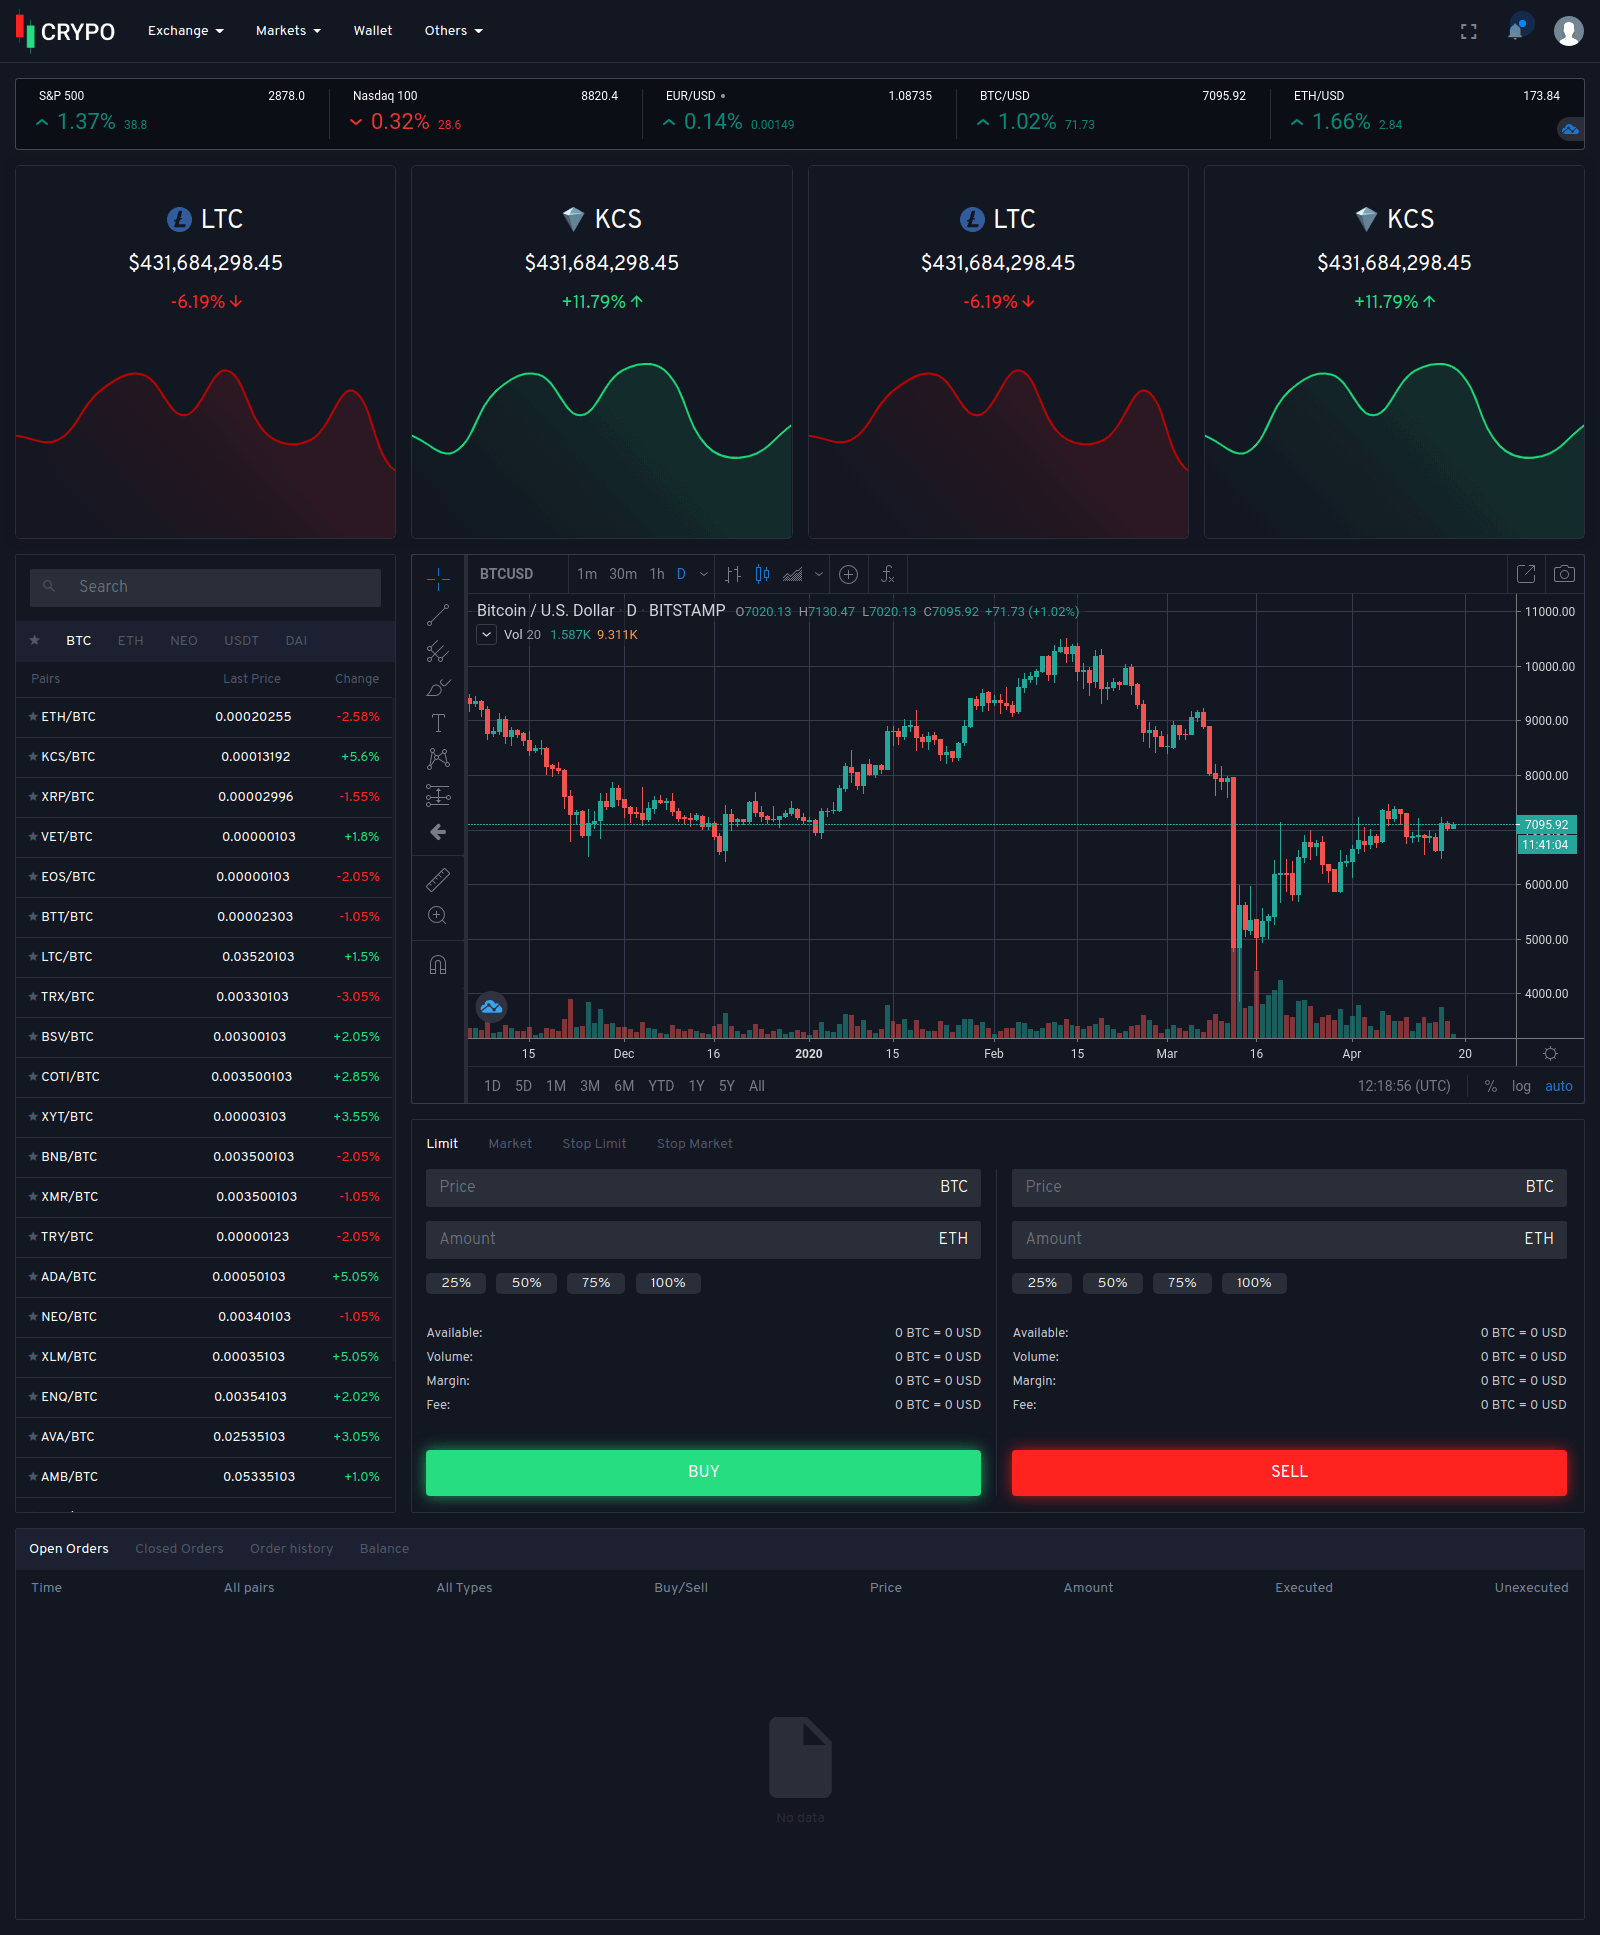 CRYPO Exchange Markets Wallet Others
S&P 500 2878.0 Nasdaq 100 8820.4 EUR/USD 1.08735 BTC/USD 7095.92 ETH/USD 173.84
1.37% 38.8 0.32% 28.6 0.14% 0.00149 1.02% 71.73 1.66% 2.84
LTC KCS LTC KCS
$431,684,298.45 $431,684,298.45 $431,684,298.45 $431,684,298.45
-6.19% +11.79% -6.19% +11.79%
Search
BTC ETH NEO USDT DAI
Pairs Last Price Change
ETH/BTC 0.00020255 -2.58%
KCS/BTC 0.00013192 +5.6%
XRP/BTC 0.00002996 -1.55%
VET/BTC 0.00000103 +1.8%
EOS/BTC 0.00000103 -2.05%
BTT/BTC 0.00002303 -1.05%
LTC/BTC 0.03520103 +1.5%
TRX/BTC 0.00330103 -3.05%
BSV/BTC 0.00300103 +2.05%
COTI/BTC 0.003500103 +2.85%
XYT/BTC 0.00003103 +3.55%
BNB/BTC 0.003500103 -2.05%
XMR/BTC 0.003500103 -1.05%
TRY/BTC 0.00000123 -2.05%
ADA/BTC 0.00050103 +5.05%
NEO/BTC 0.00340103 -1.05%
XLM/BTC 0.00035103 +5.05%
ENQ/BTC 0.00354103 +2.02%
AVA/BTC 0.02535103 +3.05%
AMB/BTC 0.05335103 +1.0%
BTCUSD 1m 30m 1h D
Bitcoin / U.S. Dollar D BITSTAMP O7020.13 H7130.47 L7020.13 C7095.92 +71.73 (+1.02%)
Vol 20 1.587K 9.311K
11000.00
10000.00
9000.00
8000.00
7095.92
11:41:04
6000.00
5000.00
4000.00
15 Dec 16 2020 15 Feb 15 Mar 16 Apr 20
1D 5D 1M 3M 6M YTD 1Y 5Y All 12:18:56 (UTC) % log auto
Limit Market Stop Limit Stop Market
Price BTC Price BTC
Amount ETH Amount ETH
25% 50% 75% 100% 25% 50% 75% 100%
Available: 0 BTC = 0 USD Available: 0 BTC = 0 USD
Volume: 0 BTC = 0 USD Volume: 0 BTC = 0 USD
Margin: 0 BTC = 0 USD Margin: 0 BTC = 0 USD
Fee: 0 BTC = 0 USD Fee: 0 BTC = 0 USD
BUY SELL
Open Orders Closed Orders Order history Balance
Time All pairs All Types Buy/Sell Price Amount Executed Unexecuted
No data